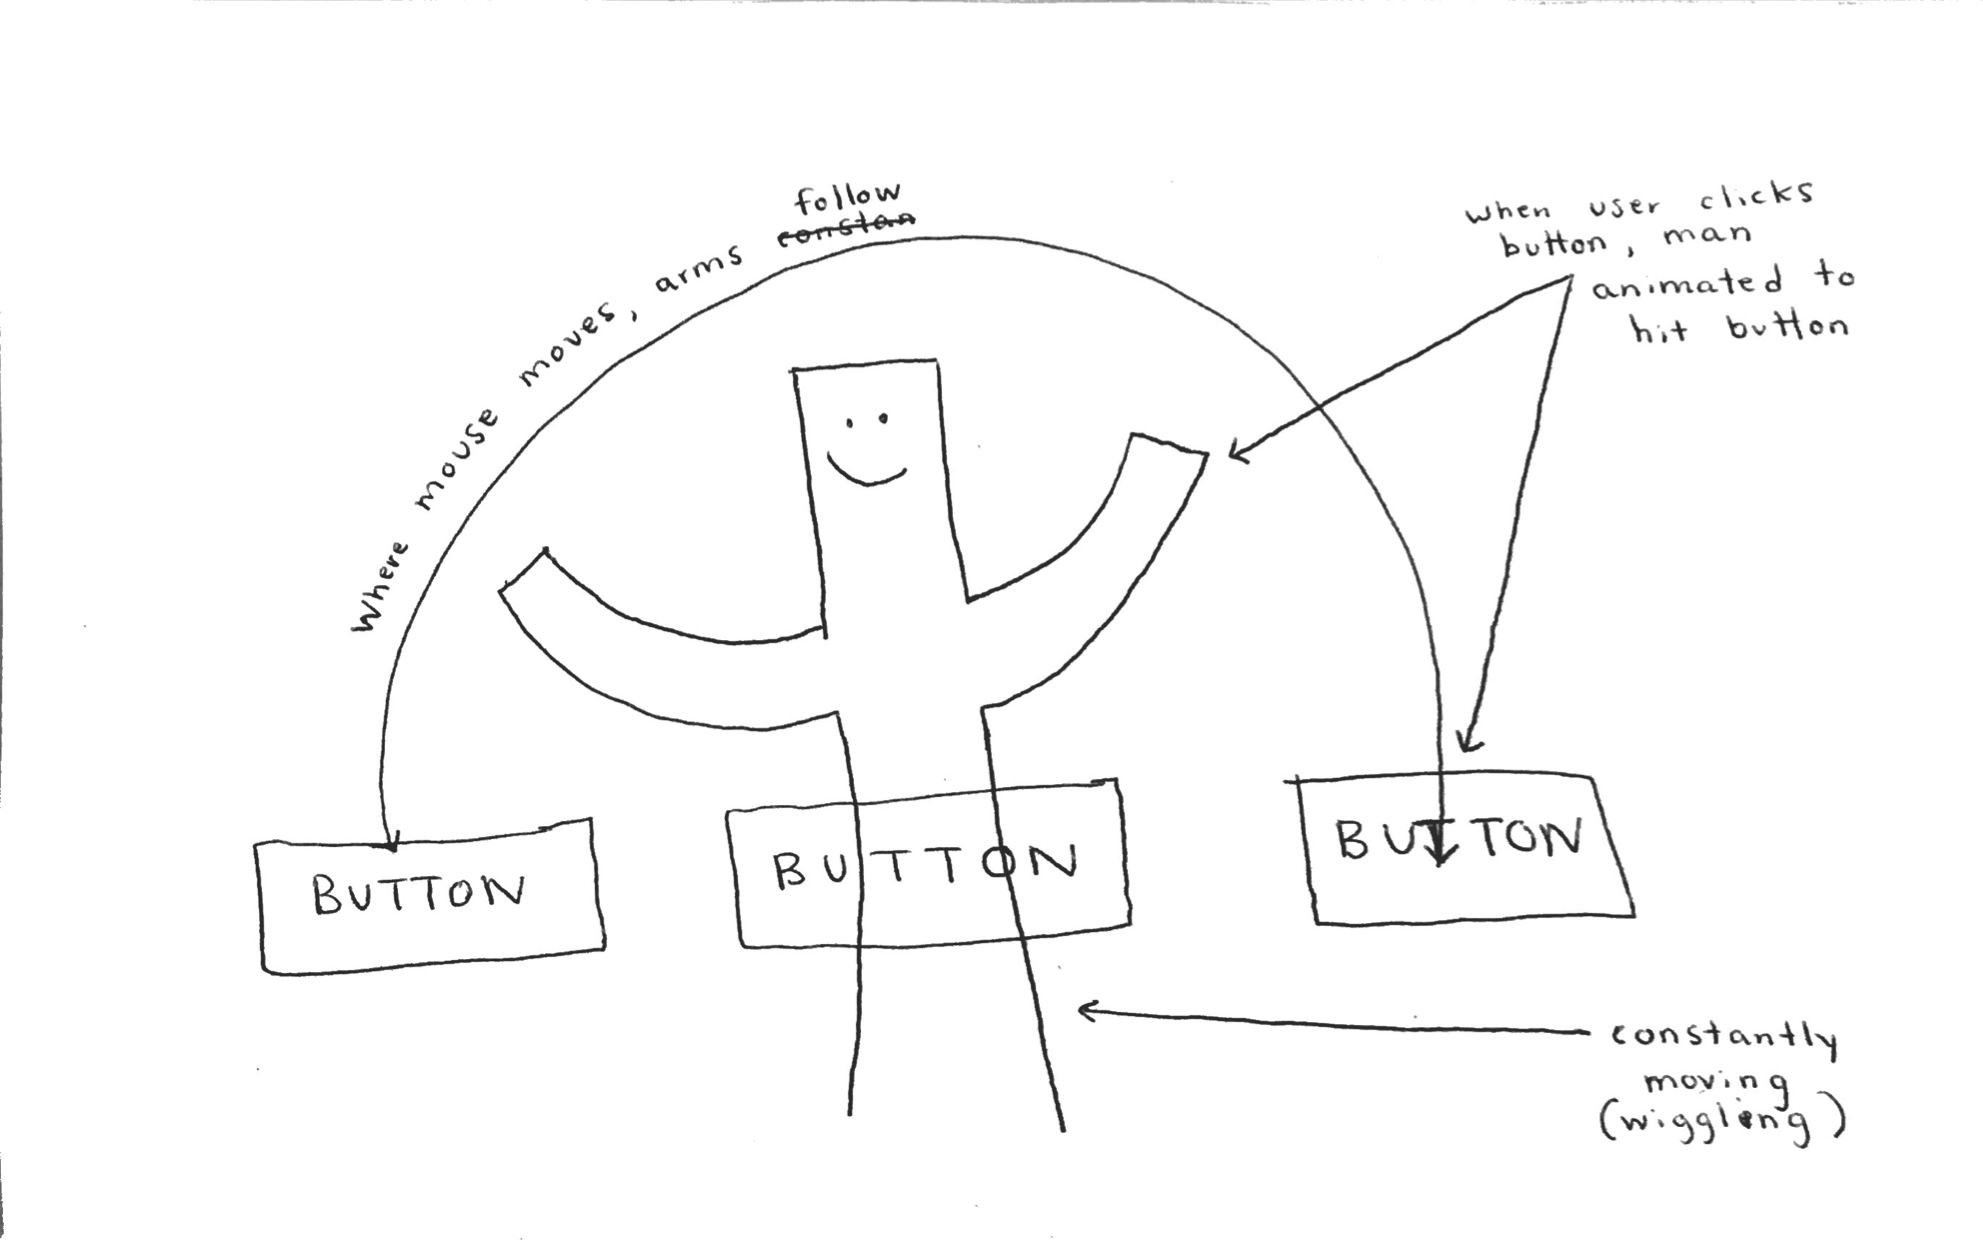 Where mouse moves, arms constan follow
when user clicks
button, man
animated to
hit button
BUTTON
BUTTON
BUTTON
constantly
moving
(wiggling)